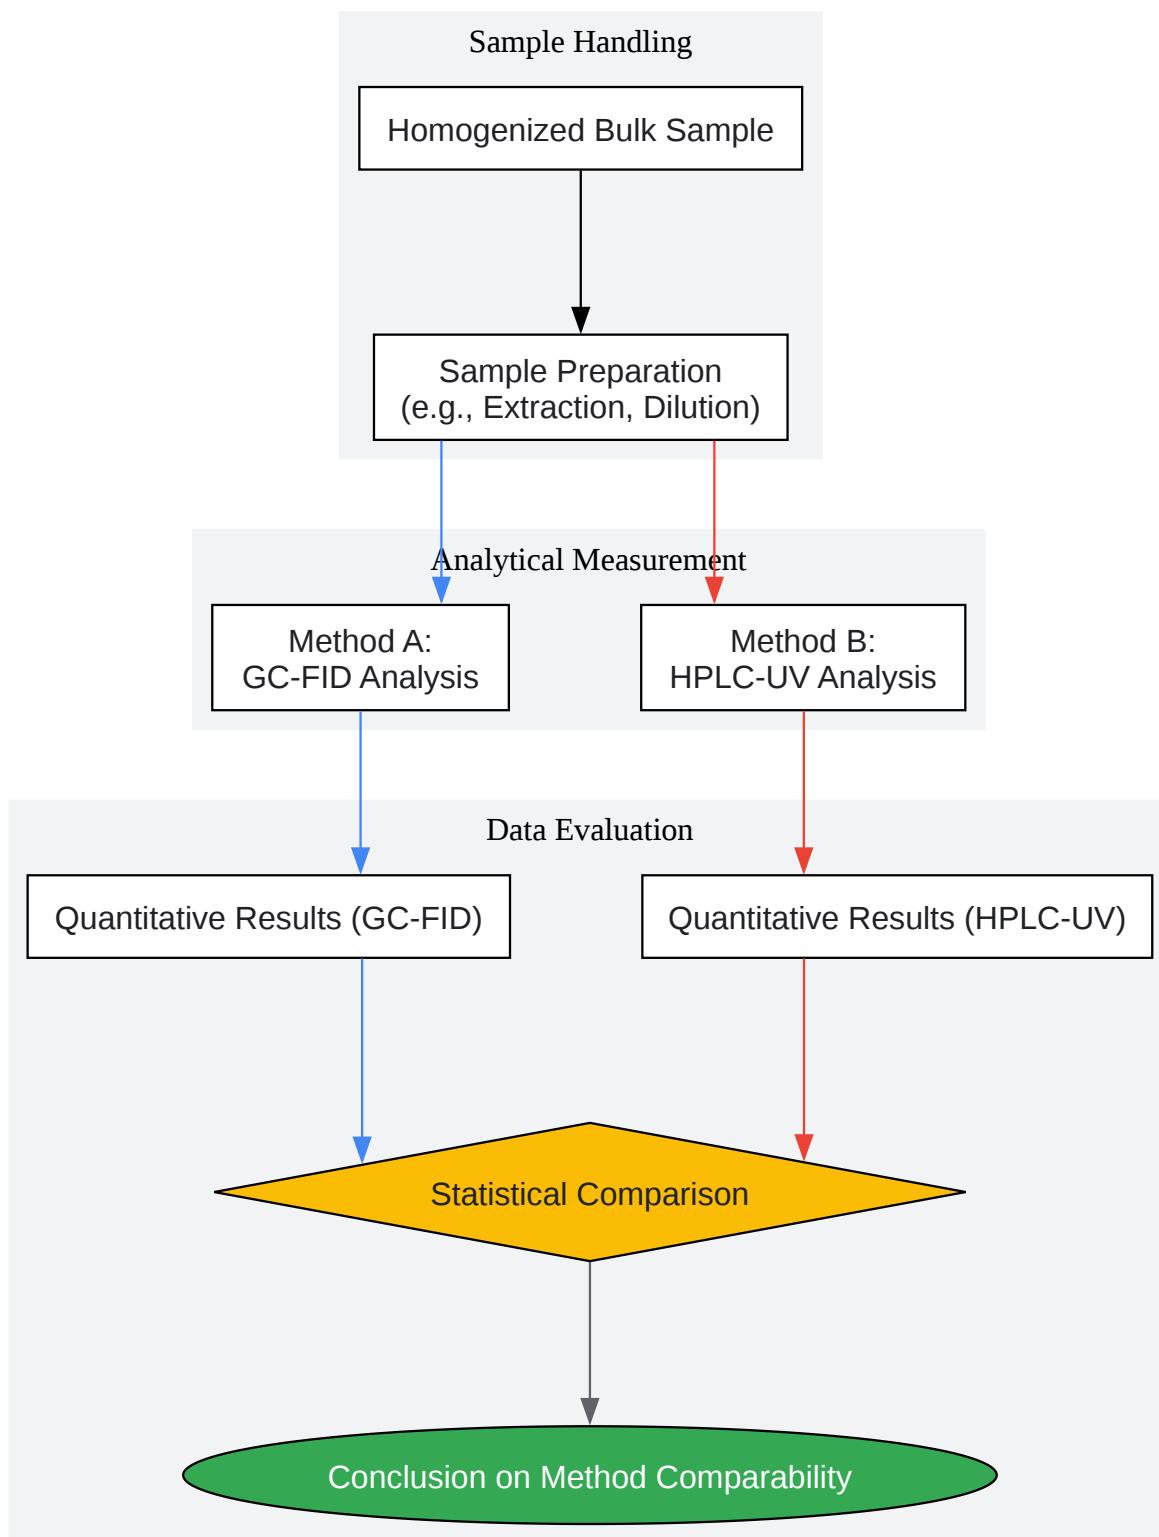 Sample Handling
Homogenized Bulk Sample
Sample Preparation
(e.g., Extraction, Dilution)
Analytical Measurement
Method A:
GC-FID Analysis
Method B:
HPLC-UV Analysis
Data Evaluation
Quantitative Results (GC-FID)
Quantitative Results (HPLC-UV)
Statistical Comparison
Conclusion on Method Comparability